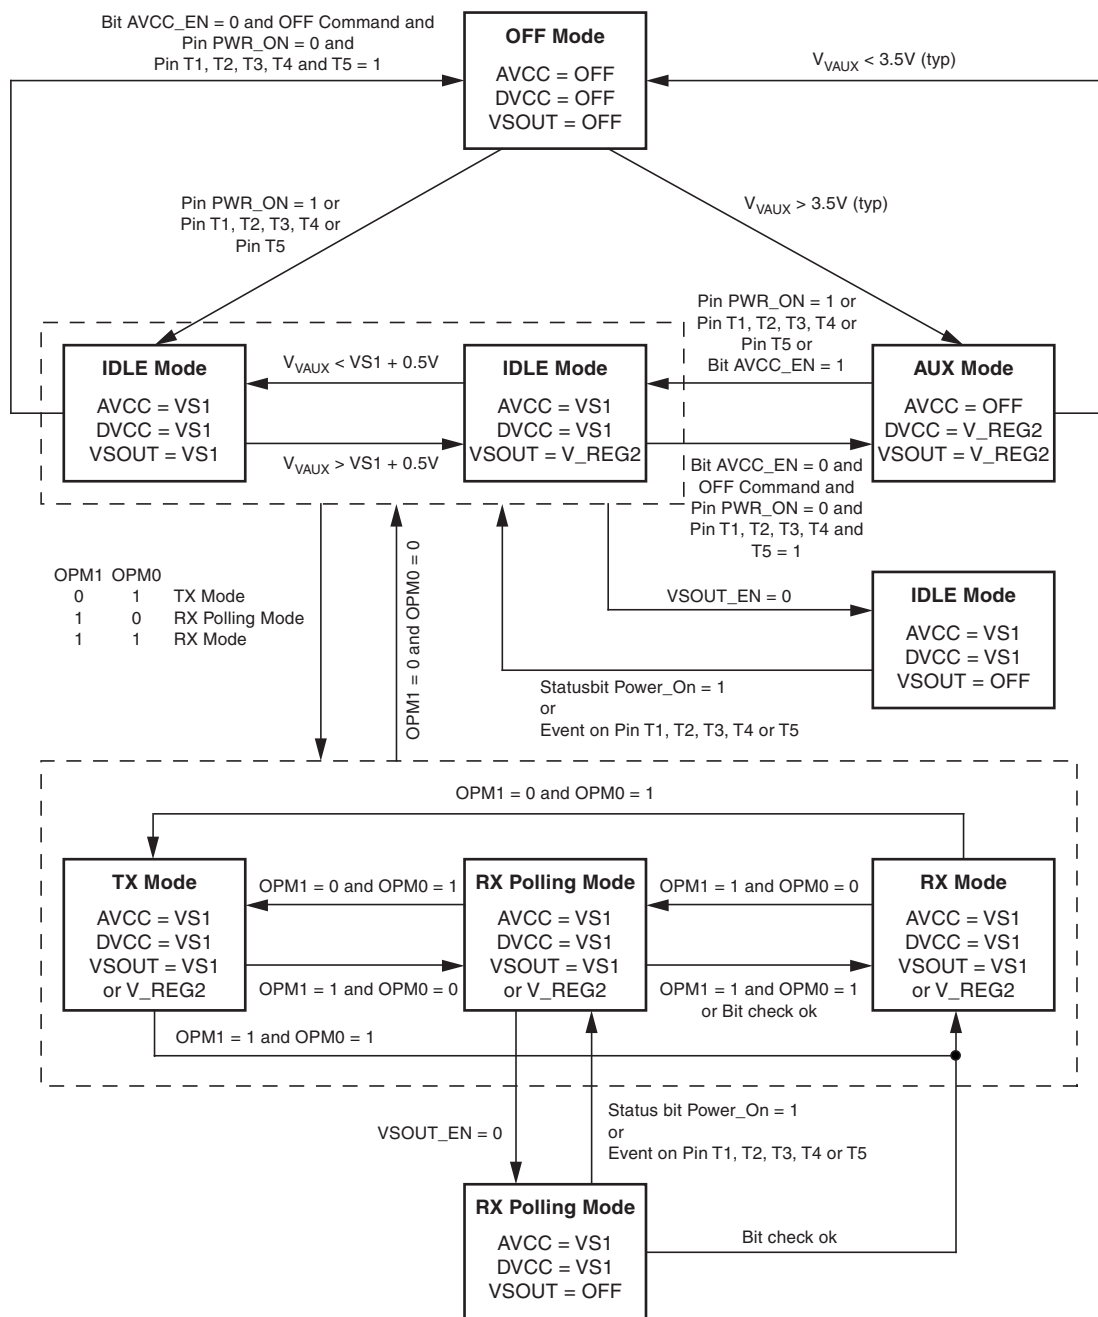 Bit AVCC_EN = 0 and OFF Command and
Pin PWR_ON = 0 and
Pin T1, T2, T3, T4 and T5 = 1
OFF Mode
AVCC = OFF
DVCC = OFF
VSOUT = OFF
VVAUX < 3.5V (typ)
Pin PWR_ON = 1 or
Pin T1, T2, T3, T4 or
Pin T5
VVAUX > 3.5V (typ)
IDLE Mode
AVCC = VS1
DVCC = VS1
VSOUT = VS1
VVAUX < VS1 + 0.5V
VVAUX > VS1 + 0.5V
IDLE Mode
AVCC = VS1
DVCC = VS1
VSOUT = V_REG2
Pin PWR_ON = 1 or
Pin T1, T2, T3, T4 or
Pin T5 or
Bit AVCC_EN = 1
AUX Mode
AVCC = OFF
DVCC = V_REG2
VSOUT = V_REG2
Bit AVCC_EN = 0 and
OFF Command and
Pin PWR_ON = 0 and
Pin T1, T2, T3, T4 and
T5 = 1
OPM1 OPM0
0 1 TX Mode
1 0 RX Polling Mode
1 1 RX Mode
OPM1 = 0 and OPM0 = 0
VSOUT_EN = 0
IDLE Mode
AVCC = VS1
DVCC = VS1
VSOUT = OFF
Statusbit Power_On = 1
or
Event on Pin T1, T2, T3, T4 or T5
OPM1 = 0 and OPM0 = 1
TX Mode
AVCC = VS1
DVCC = VS1
VSOUT = VS1
or V_REG2
OPM1 = 0 and OPM0 = 1
OPM1 = 1 and OPM0 = 0
RX Polling Mode
AVCC = VS1
DVCC = VS1
VSOUT = VS1
or V_REG2
OPM1 = 1 and OPM0 = 0
OPM1 = 1 and OPM0 = 1
or Bit check ok
RX Mode
AVCC = VS1
DVCC = VS1
VSOUT = VS1
or V_REG2
OPM1 = 1 and OPM0 = 1
VSOUT_EN = 0
Status bit Power_On = 1
or
Event on Pin T1, T2, T3, T4 or T5
RX Polling Mode
AVCC = VS1
DVCC = VS1
VSOUT = OFF
Bit check ok